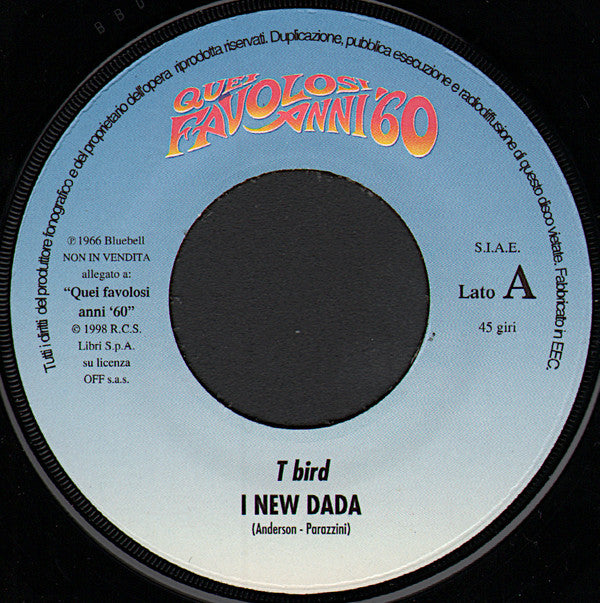 Tutti i diritti del produttore fonografico e del proprietario dell'opera riprodotta riservati. Duplicazione, pubblica esecuzione e radiodiffusione di questo disco vietate. Fabbricato in EEC.
QUEI
FAVOLOSI
ANNI '60
℗ 1966 Bluebell
NON IN VENDITA
allegato a:
“Quei favolosi
anni ‘60”
© 1998 R.C.S.
Libri S.p.A.
su licenza
OFF s.a.s.
S.I.A.E.
Lato A
45 giri
T bird
I NEW DADA
(Anderson - Parazzini)